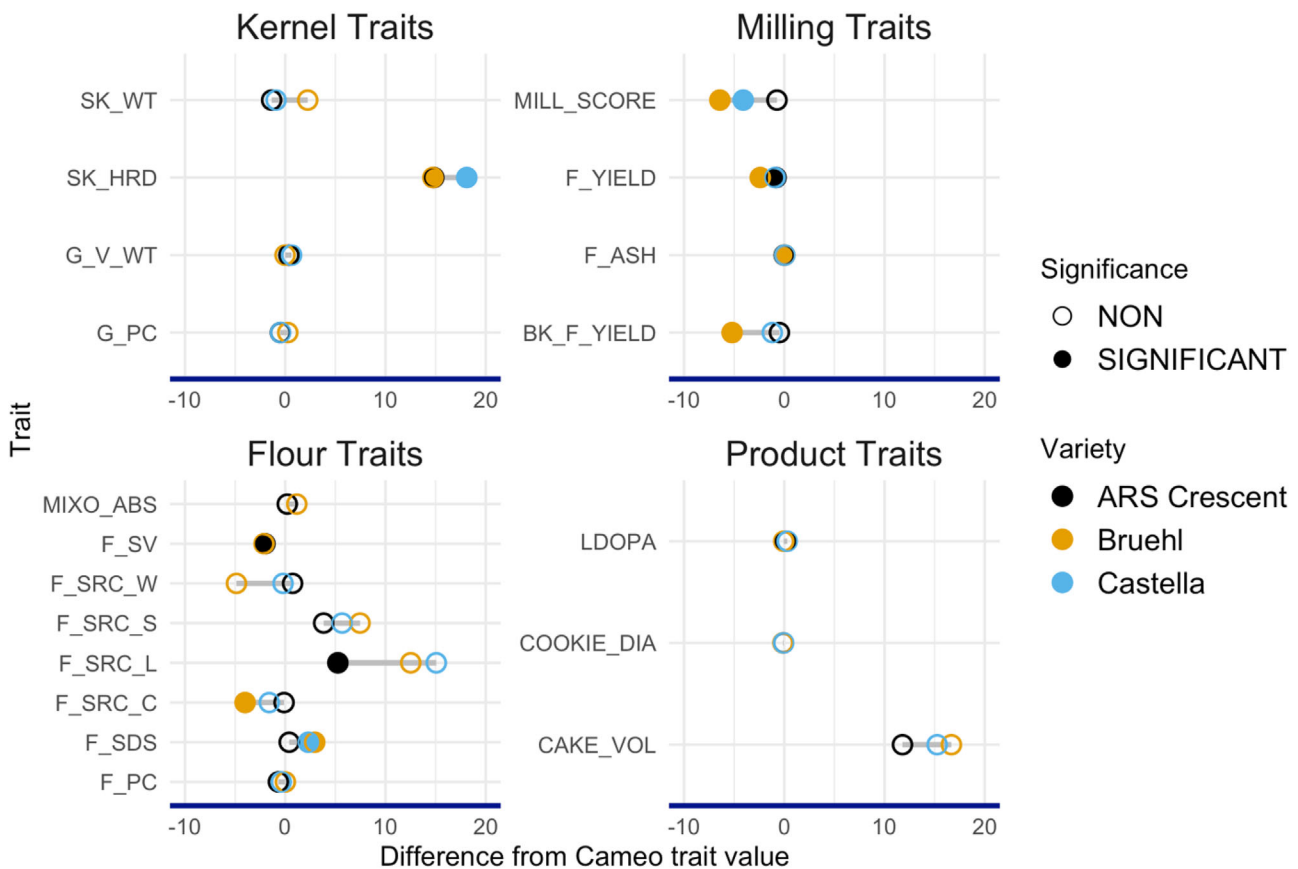 Kernel Traits
SK_WT
SK_HRD
G_V_WT
G_PC
-10 0 10 20
Milling Traits
MILL_SCORE
F_YIELD
F_ASH
BK_F_YIELD
-10 0 10 20
Trait
Flour Traits
MIXO_ABS
F_SV
F_SRC_W
F_SRC_S
F_SRC_L
F_SRC_C
F_SDS
F_PC
-10 0 10 20
Product Traits
LDOPA
COOKIE_DIA
CAKE_VOL
-10 0 10 20
Difference from Cameo trait value
Significance
NON
SIGNIFICANT
Variety
ARS Crescent
Bruehl
Castella